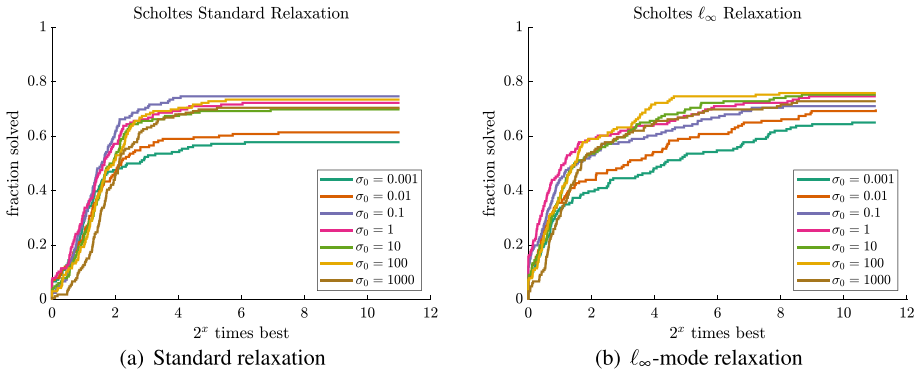 Scholtes Standard Relaxation
1
0.8
0.6
0.4
0.2
0
fraction solved
σ₀ = 0.001
σ₀ = 0.01
σ₀ = 0.1
σ₀ = 1
σ₀ = 10
σ₀ = 100
σ₀ = 1000
0 2 4 6 8 10 12
2ˣ times best
(a) Standard relaxation
Scholtes ℓ∞ Relaxation
1
0.8
0.6
0.4
0.2
0
fraction solved
σ₀ = 0.001
σ₀ = 0.01
σ₀ = 0.1
σ₀ = 1
σ₀ = 10
σ₀ = 100
σ₀ = 1000
0 2 4 6 8 10 12
2ˣ times best
(b) ℓ∞-mode relaxation